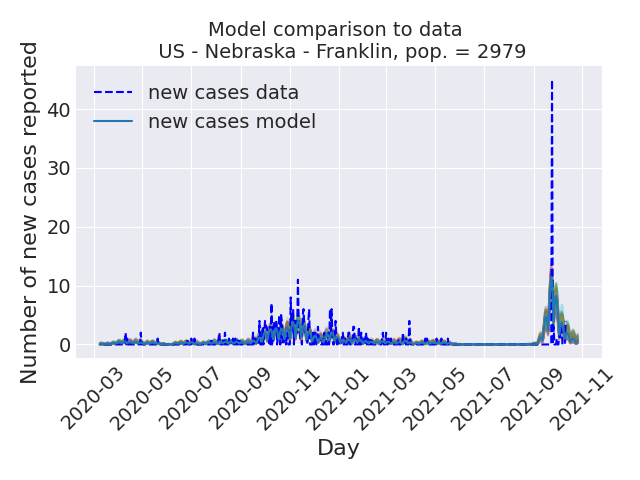 Model comparison to data
US - Nebraska - Franklin, pop. = 2979
Number of new cases reported
new cases data
new cases model
40
30
20
10
0
2020-03
2020-05
2020-07
2020-09
2020-11
2021-01
2021-03
2021-05
2021-07
2021-09
2021-11
Day